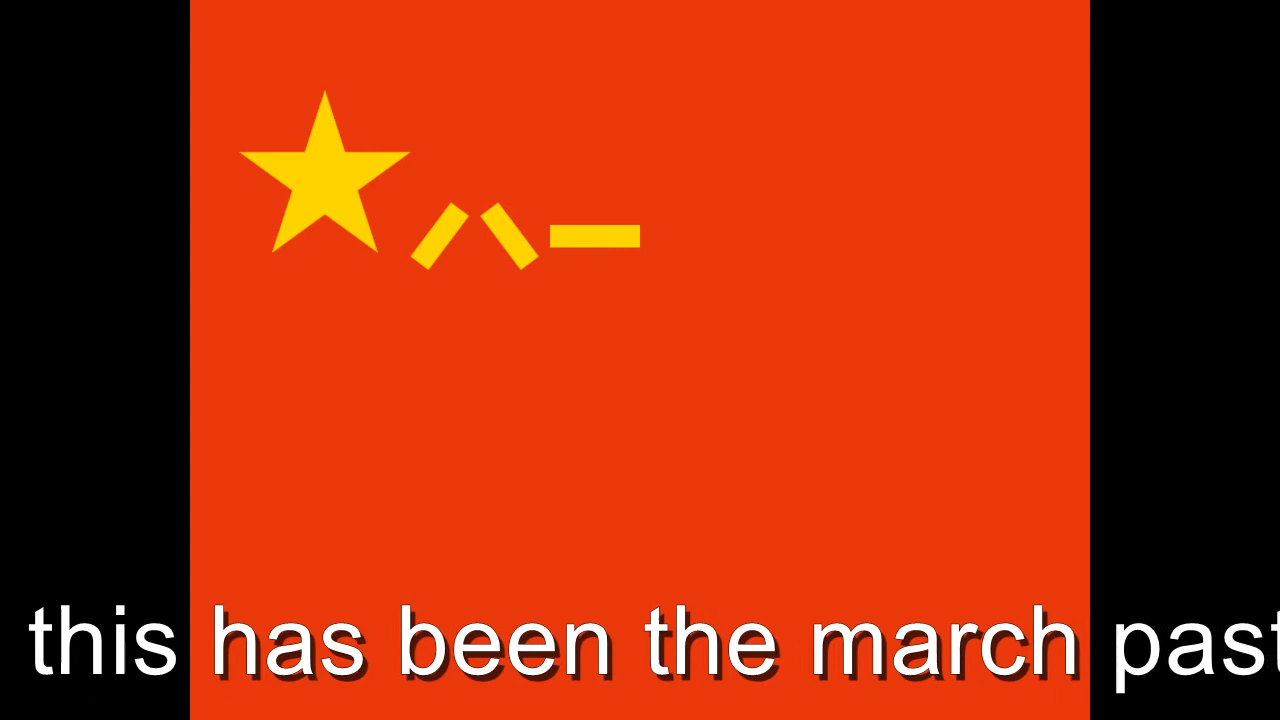 八一
this has been the march past